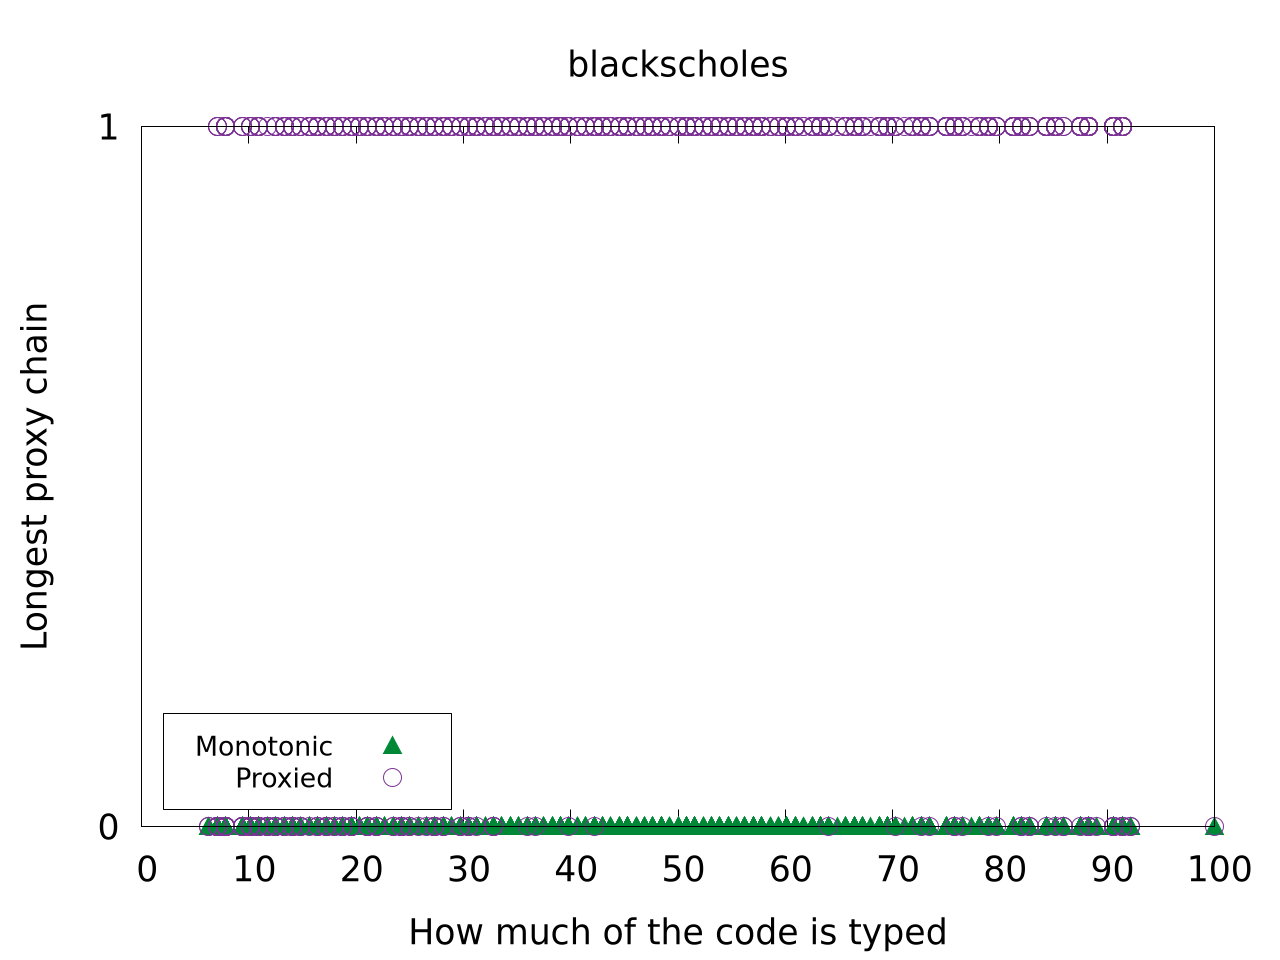 blackscholes
1
Longest proxy chain
Monotonic
Proxied
0
0 10 20 30 40 50 60 70 80 90 100
How much of the code is typed